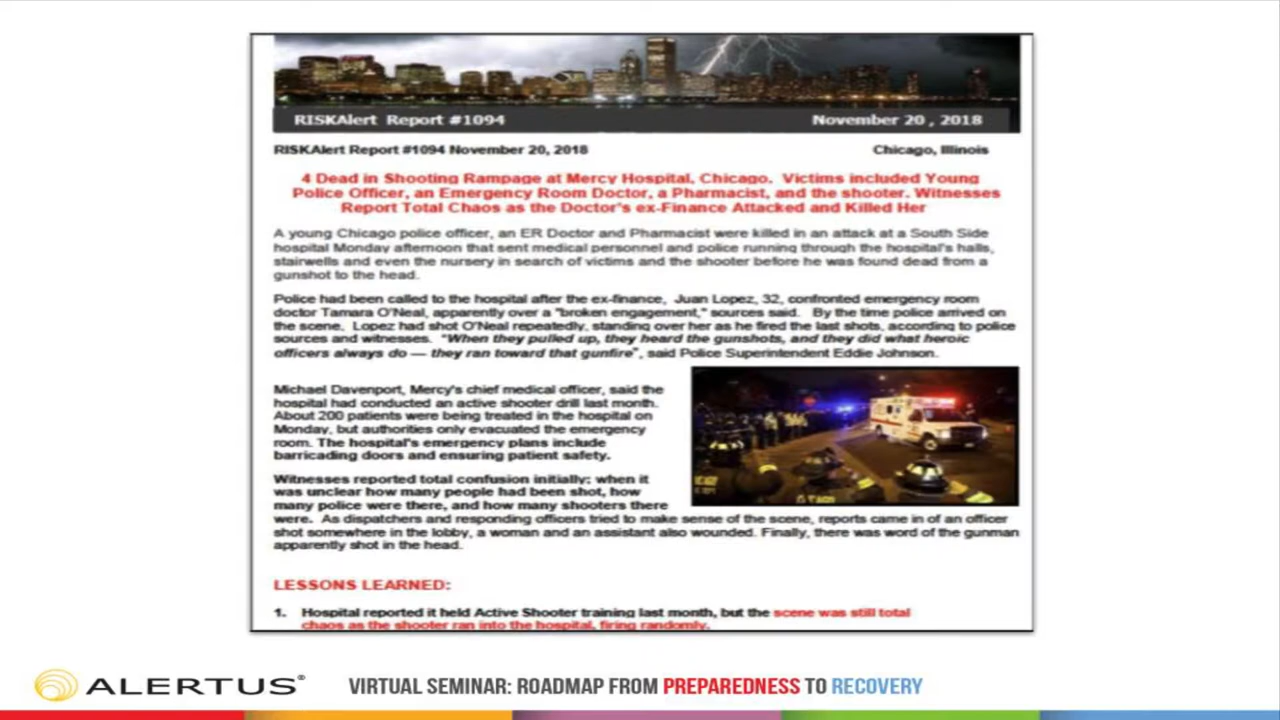 RISKAlert Report #1094 November 20 , 2018
RISKAlert Report #1094 November 20, 2018 Chicago, Illinois
4 Dead in Shooting Rampage at Mercy Hospital, Chicago. Victims included Young
Police Officer, an Emergency Room Doctor, a Pharmacist, and the shooter. Witnesses
Report Total Chaos as the Doctor's ex-Finance Attacked and Killed Her
A young Chicago police officer, an ER Doctor and Pharmacist were killed in an attack at a South Side
hospital Monday afternoon that sent medical personnel and police running through the hospital's halls,
stairwells and even the nursery in search of victims and the shooter before he was found dead from a
gunshot to the head.
Police had been called to the hospital after the ex-finance, Juan Lopez, 32, confronted emergency room
doctor Tamara O'Neal, apparently over a "broken engagement," sources said. By the time police arrived on
the scene, Lopez had shot O'Neal repeatedly, standing over her as he fired the last shots, according to police
sources and witnesses. "When they pulled up, they heard the gunshots, and they did what heroic
officers always do — they ran toward that gunfire", said Police Superintendent Eddie Johnson.
Michael Davenport, Mercy's chief medical officer, said the
hospital had conducted an active shooter drill last month.
About 200 patients were being treated in the hospital on
Monday, but authorities only evacuated the emergency
room. The hospital's emergency plans include
barricading doors and ensuring patient safety.
Witnesses reported total confusion initially; when it
was unclear how many people had been shot, how
many police were there, and how many shooters there
were. As dispatchers and responding officers tried to make sense of the scene, reports came in of an officer
shot somewhere in the lobby, a woman and an assistant also wounded. Finally, there was word of the gunman
apparently shot in the head.
LESSONS LEARNED:
1. Hospital reported it held Active Shooter training last month, but the scene was still total
chaos as the shooter ran into the hospital, firing randomly.
ALERTUS® VIRTUAL SEMINAR: ROADMAP FROM PREPAREDNESS TO RECOVERY